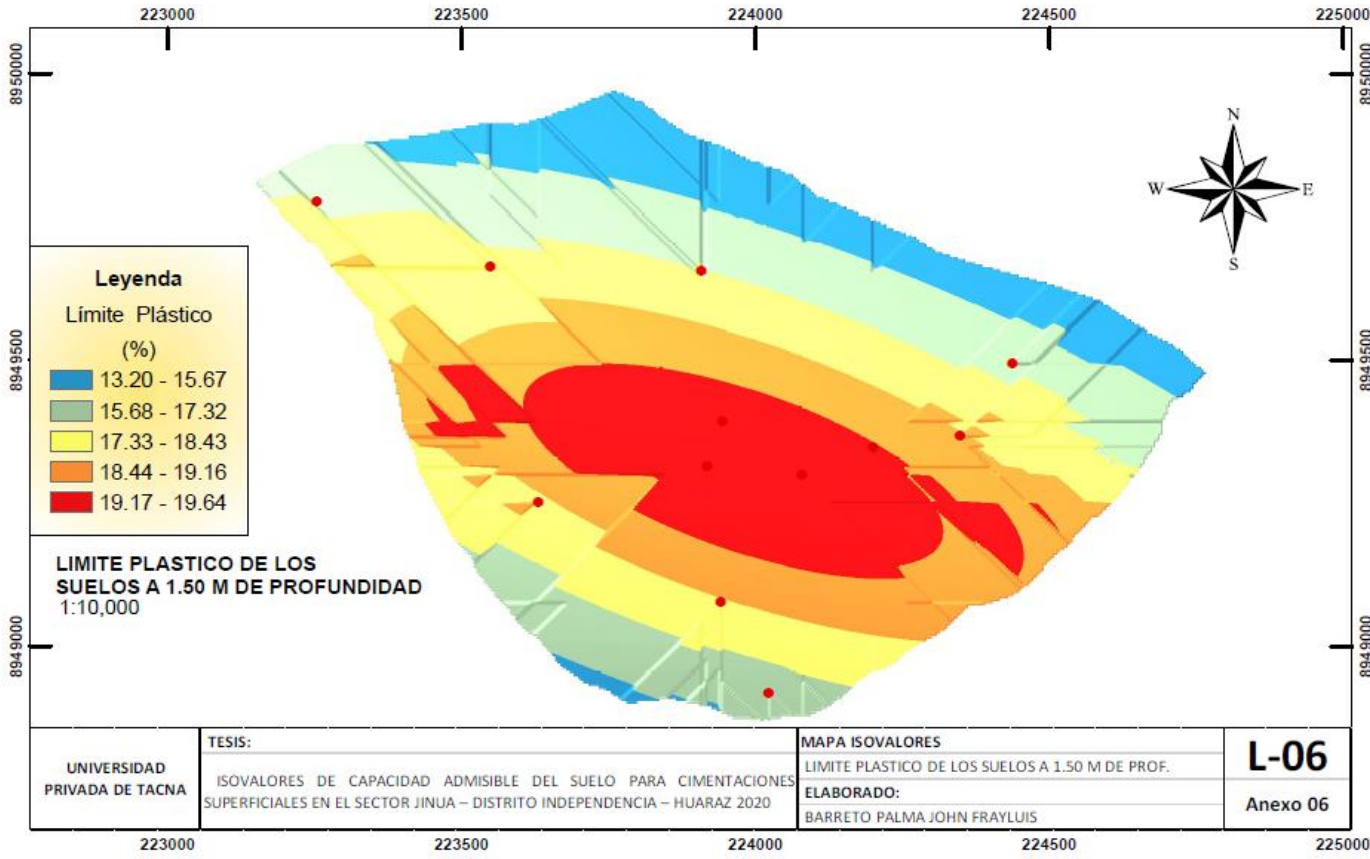 223000 223500 224000 224500 225000
8950000 8950000
N
W E
S
Leyenda
Límite Plástico
(%)
13.20 - 15.67
15.68 - 17.32
17.33 - 18.43
18.44 - 19.16
19.17 - 19.64
8949500 8949500
LIMITE PLASTICO DE LOS
SUELOS A 1.50 M DE PROFUNDIDAD
1:10,000
8949000 8949000
UNIVERSIDAD
PRIVADA DE TACNA
TESIS:
ISOVALORES DE CAPACIDAD ADMISIBLE DEL SUELO PARA CIMENTACIONES
SUPERFICIALES EN EL SECTOR JINUA – DISTRITO INDEPENDENCIA – HUARAZ 2020
MAPA ISOVALORES
LIMITE PLASTICO DE LOS SUELOS A 1.50 M DE PROF.
ELABORADO:
BARRETO PALMA JOHN FRAYLUIS
L-06
Anexo 06
223000 223500 224000 224500 225000